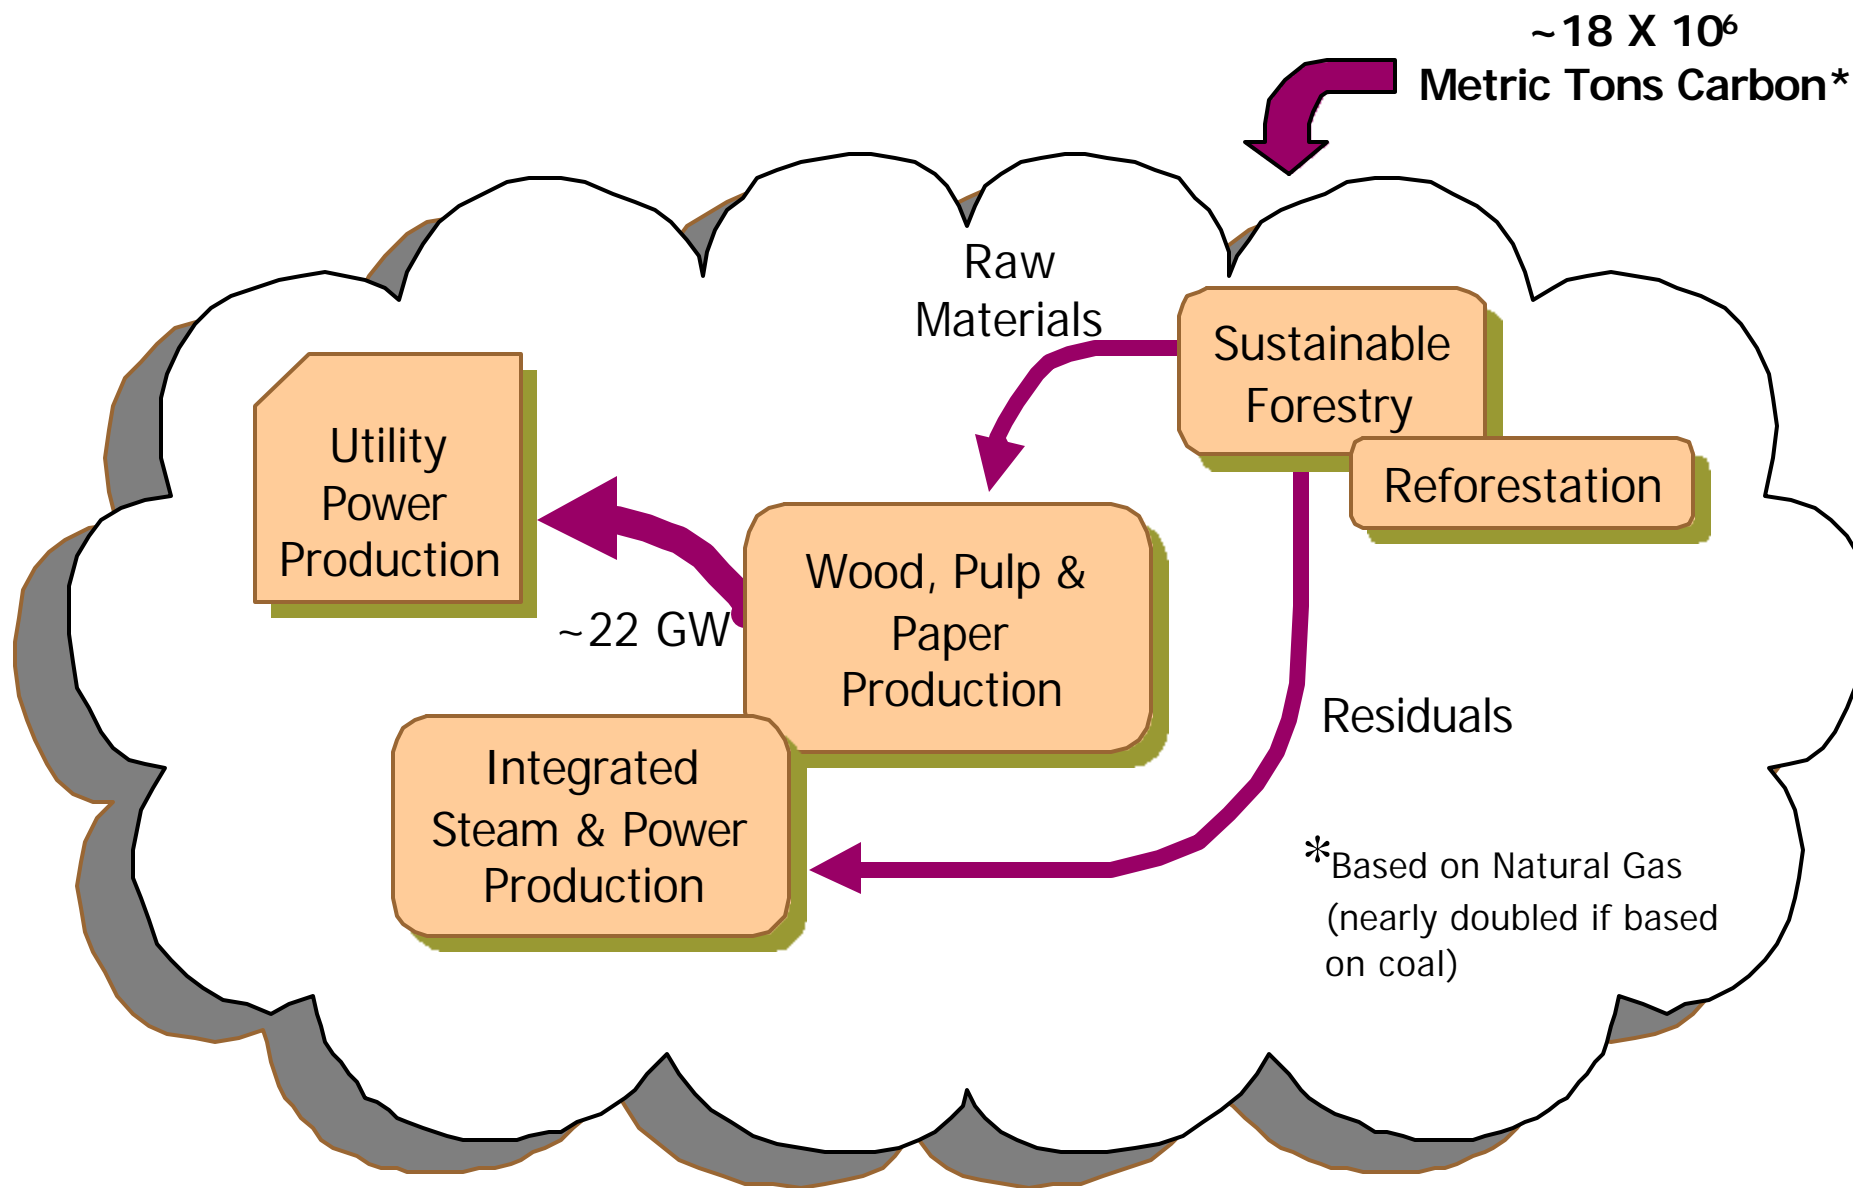 ~18 X 10⁶
Metric Tons Carbon*
Raw
Materials
Sustainable
Forestry
Reforestation
Utility
Power
Production
~22 GW
Wood, Pulp &
Paper
Production
Integrated
Steam & Power
Production
Residuals
*Based on Natural Gas
(nearly doubled if based
on coal)